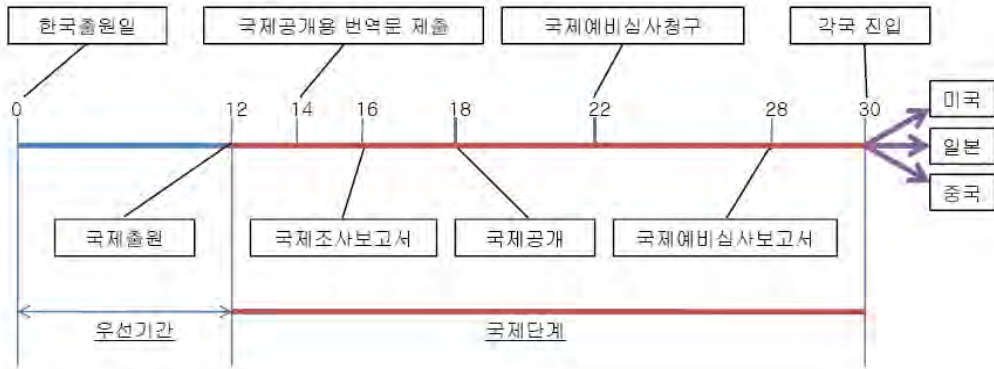 한국출원일
국제공개용 번역문 제출
국제예비심사청구
각국 진입
0
12
14
16
18
22
28
30
미국
일본
중국
국제출원
국제조사보고서
국제공개
국제예비심사보고서
우선기간
국제단계